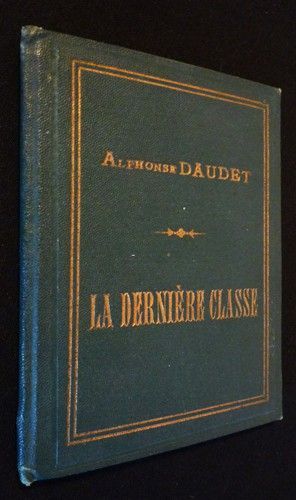 ALPHONSE DAUDET
LA DERNIÈRE CLASSE